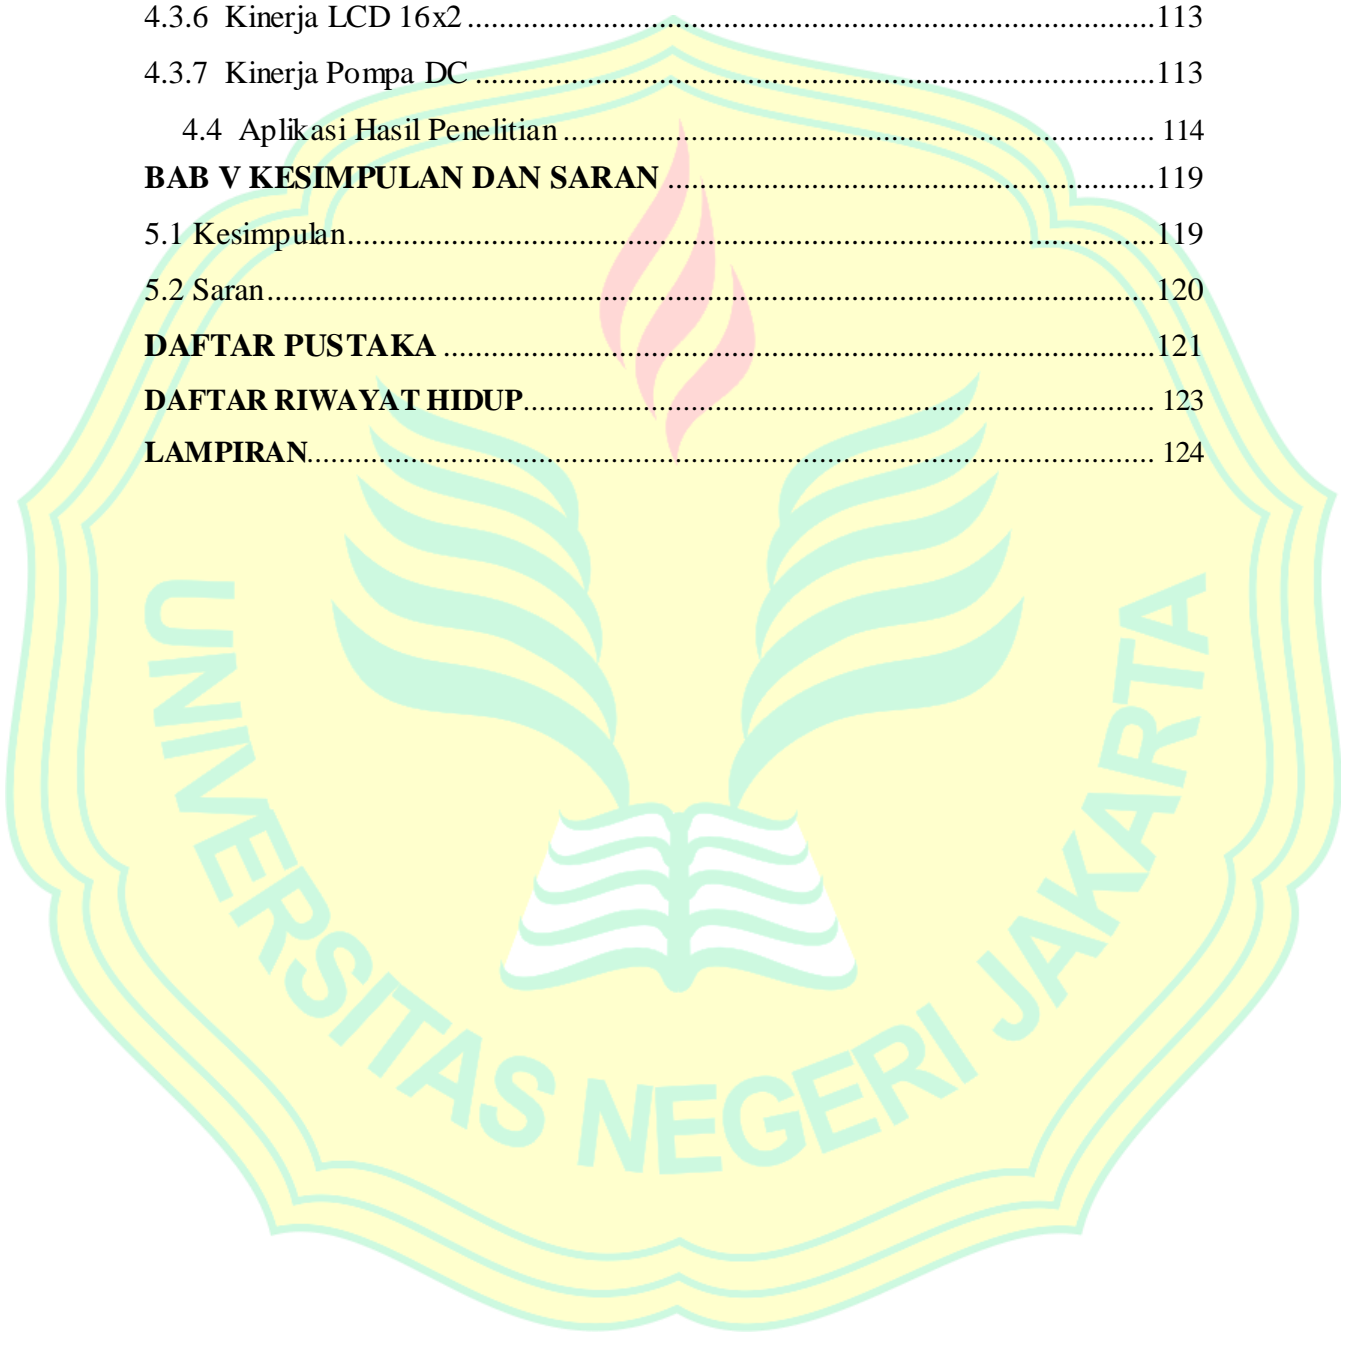 4.3.6 Kinerja LCD 16x2 ........................................................................................113
4.3.7 Kinerja Pompa DC .......................................................................................113
4.4 Aplikasi Hasil Penelitian ........................................................................... 114
BAB V KESIMPULAN DAN SARAN ..............................................................119
5.1 Kesimpulan.......................................................................................................119
5.2 Saran.................................................................................................................120
DAFTAR PUSTAKA ...........................................................................................121
DAFTAR RIWAYAT HIDUP................................................................................ 123
LAMPIRAN........................................................................................................... 124
UNIVERSITAS NEGERI JAKARTA